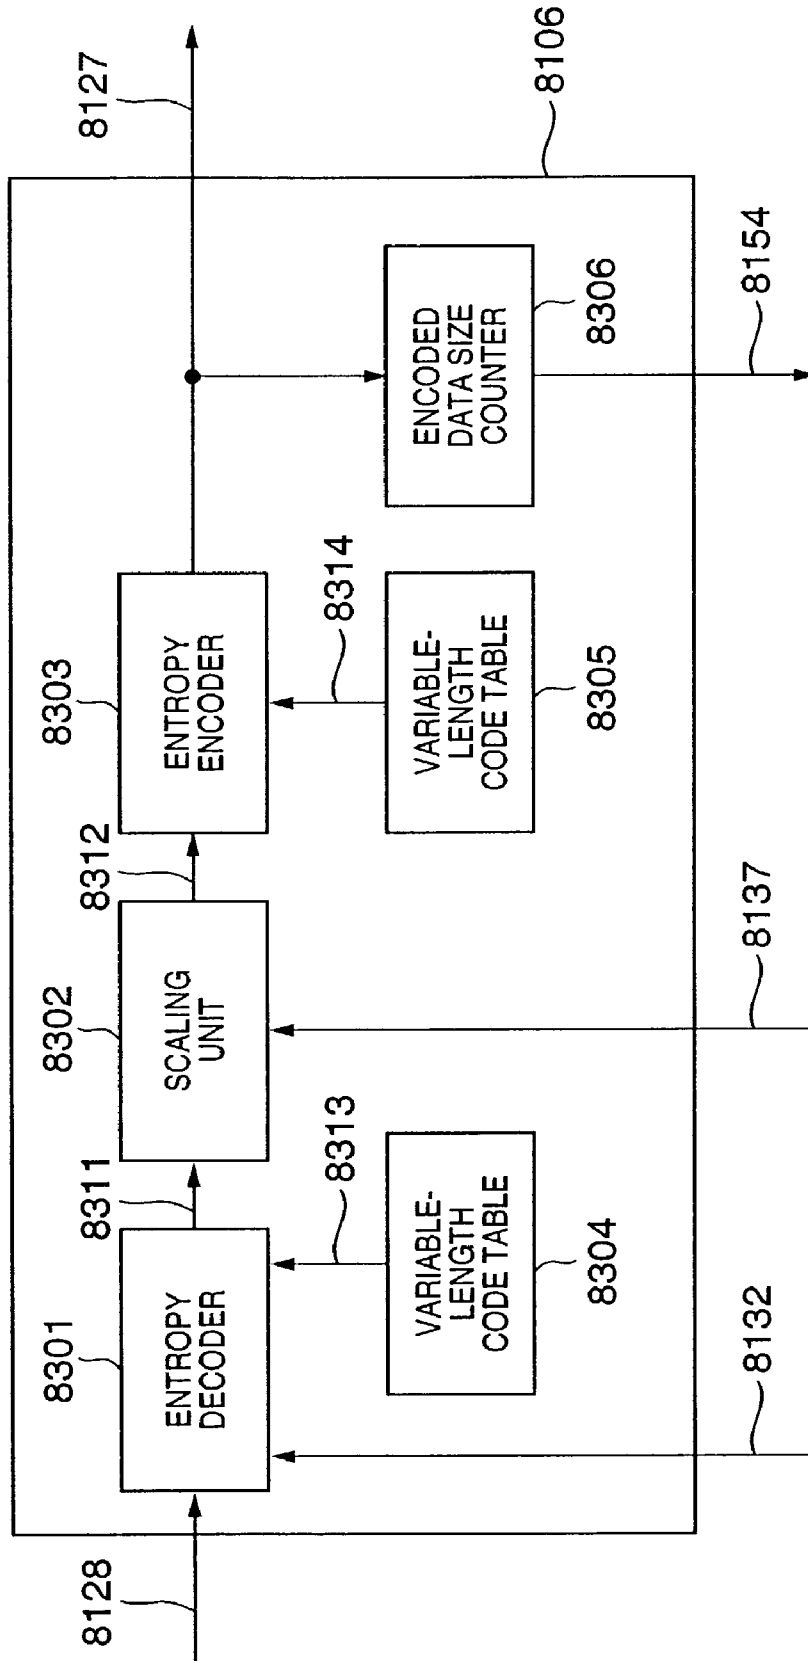 8106
8127
8128
8301
ENTROPY
DECODER
8311
8302
SCALING
UNIT
8312
8303
ENTROPY
ENCODER
8313
VARIABLE-
LENGTH
CODE TABLE
8304
8314
VARIABLE-
LENGTH
CODE TABLE
8305
ENCODED
DATA SIZE
COUNTER
8306
8132
8137
8154